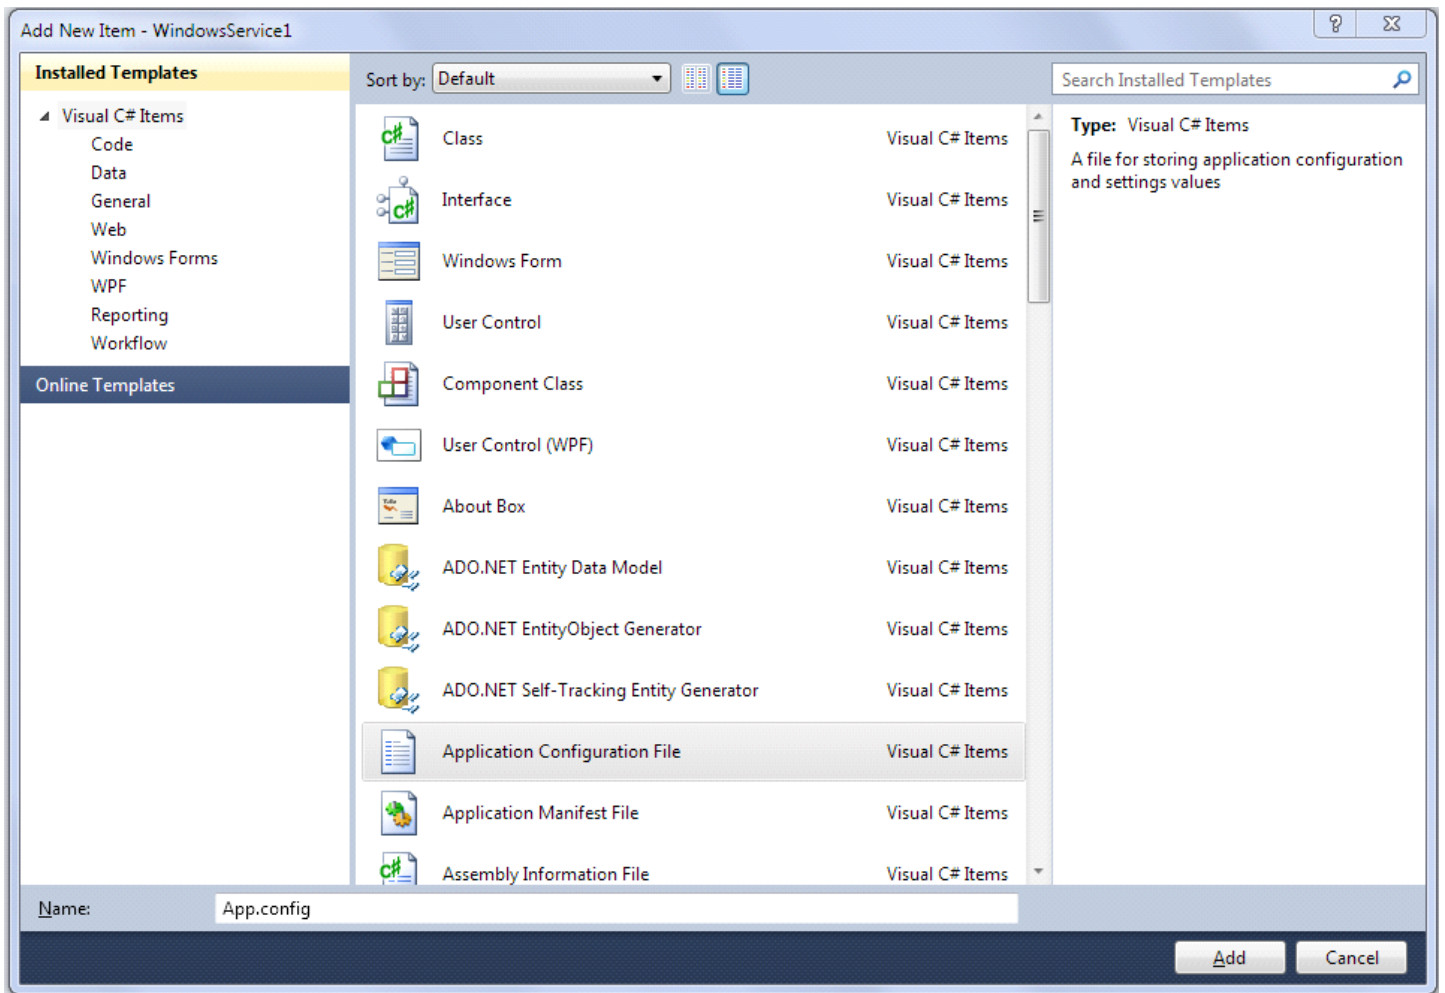 Add New Item - WindowsService1
Installed Templates
Sort by: Default
Search Installed Templates
Visual C# Items
Code
Data
General
Web
Windows Forms
WPF
Reporting
Workflow
Online Templates
Class Visual C# Items
Interface Visual C# Items
Windows Form Visual C# Items
User Control Visual C# Items
Component Class Visual C# Items
User Control (WPF) Visual C# Items
About Box Visual C# Items
ADO.NET Entity Data Model Visual C# Items
ADO.NET EntityObject Generator Visual C# Items
ADO.NET Self-Tracking Entity Generator Visual C# Items
Application Configuration File Visual C# Items
Application Manifest File Visual C# Items
Assembly Information File Visual C# Items
Type: Visual C# Items
A file for storing application configuration
and settings values
Name: App.config
Add Cancel